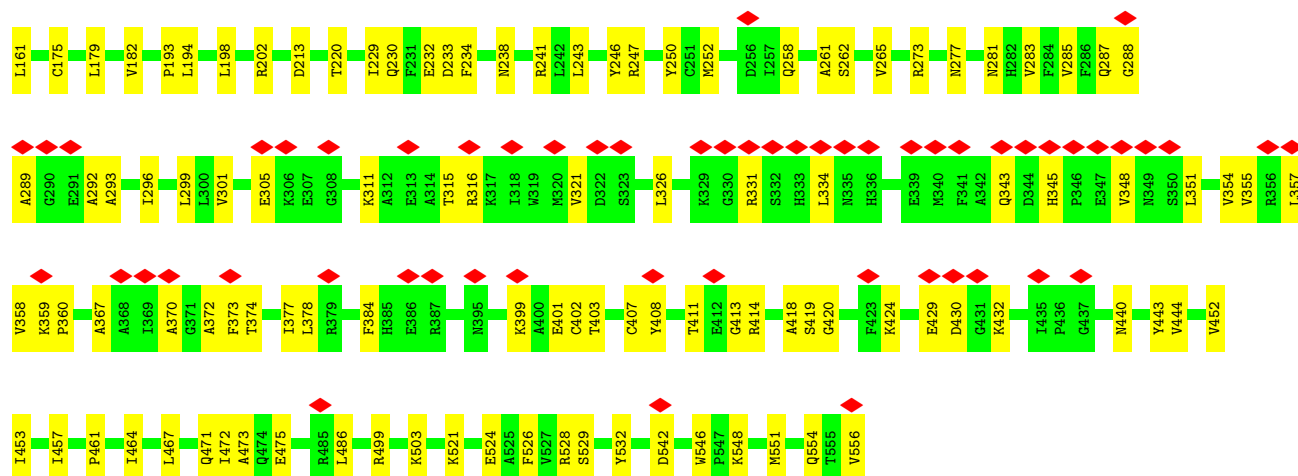 L161 C175 L179 V182 P193 L194 L198 R202 D213 T220 I229 Q230 F231 E232 D233 F234 N238 R241 L242 L243 Y246 R247 Y250 C251 M252 D256 I257 Q258 A261 S262 V265 R273 N277 N281 H282 V283 F284 V285 F286 Q287 G288
A289 G290 E291 A292 A293 I296 L299 L300 V301 E305 K306 E307 G308 K311 A312 E313 A314 T315 R316 K317 I318 W319 M320 V321 D322 S323 L326 K329 G330 R331 S332 H333 L334 N335 H336 E339 M340 F341 A342 Q343 D344 H345 P346 E347 V348 N349 S350 L351 V354 V355 R356 L357
V358 K359 P360 A367 A368 I369 A370 G371 A372 F373 T374 I377 L378 R379 F384 H385 E386 R387 N395 K399 A400 E401 C402 T403 C407 Y408 T411 E412 G413 R414 A418 S419 G420 F423 K424 E429 D430 G431 K432 I435 P436 G437 N440 Y443 V444 V452
I453 I457 P461 I464 L467 Q471 I472 A473 Q474 E475 R485 L486 R499 K503 K521 E524 A525 F526 V527 R528 S529 Y532 D542 W546 P547 K548 M551 Q554 T555 V556